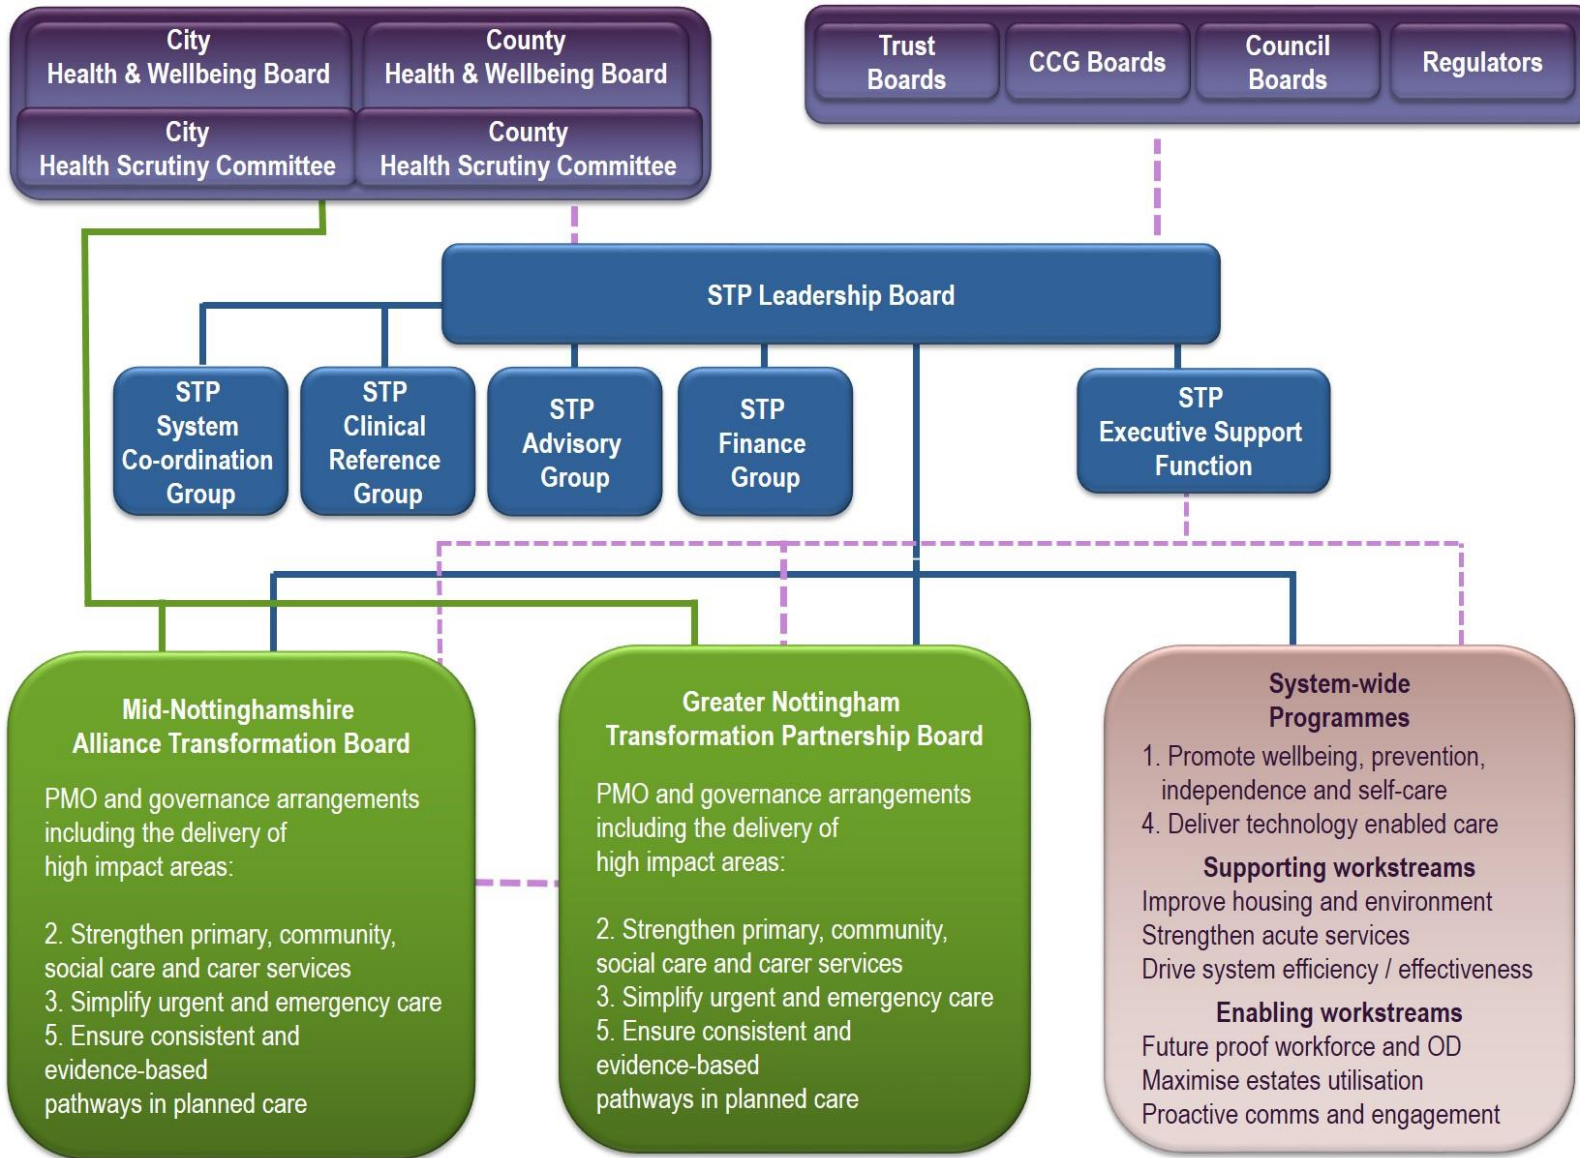 City
Health & Wellbeing Board
County
Health & Wellbeing Board
City
Health Scrutiny Committee
County
Health Scrutiny Committee
Trust
Boards
CCG Boards
Council
Boards
Regulators
STP Leadership Board
STP
System
Co-ordination
Group
STP
Clinical
Reference
Group
STP
Advisory
Group
STP
Finance
Group
STP
Executive Support
Function
Mid-Nottinghamshire
Alliance Transformation Board
PMO and governance arrangements
including the delivery of
high impact areas:
2. Strengthen primary, community,
social care and carer services
3. Simplify urgent and emergency care
5. Ensure consistent and
evidence-based
pathways in planned care
Greater Nottingham
Transformation Partnership Board
PMO and governance arrangements
including the delivery of
high impact areas:
2. Strengthen primary, community,
social care and carer services
3. Simplify urgent and emergency care
5. Ensure consistent and
evidence-based
pathways in planned care
System-wide
Programmes
1. Promote wellbeing, prevention,
independence and self-care
4. Deliver technology enabled care
Supporting workstreams
Improve housing and environment
Strengthen acute services
Drive system efficiency / effectiveness
Enabling workstreams
Future proof workforce and OD
Maximise estates utilisation
Proactive comms and engagement